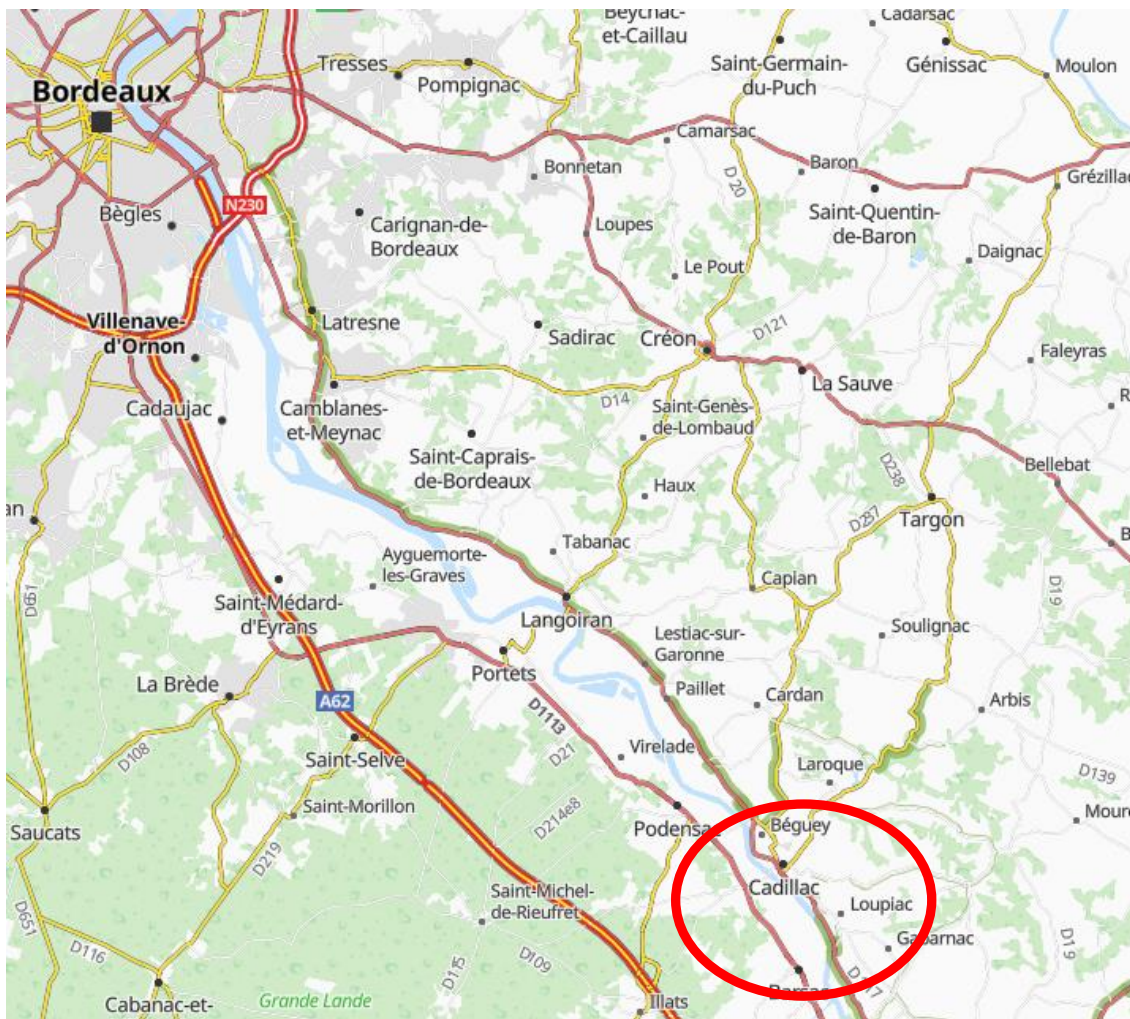 Beychac-
et-Caillau
Cadarsac
Tresses
Pompignac
Saint-Germain-
du-Puch
Génissac
Moulon
Bordeaux
Camarsac
Bonnetan
Baron
D 20
Grézillac
N230
Bègles
Carignan-de-
Bordeaux
Loupes
Saint-Quentin-
de-Baron
Le Pout
Daignac
Latresne
Villenave-
d'Ornon
Sadirac
Créon
D121
Faleyras
La Sauve
D14
Cadaujac
Camblanes-
et-Meynac
Saint-Genès-
de-Lombaud
Saint-Caprais-
de-Bordeaux
Haux
D238
Bellebat
Targon
D287
Tabanac
Ayguemorte-
les-Graves
Capian
D651
D19
Saint-Médard-
d'Eyrans
Langoiran
Soulignac
Lestiac-sur-
Garonne
Portets
La Brède
Paillet
Cardan
Arbis
A62
D1113
D21
D108
Saint-Selve
Virelade
Laroque
D139
Saint-Morillon
D214e8
Saucats
Podensac
Béguey
D219
Cadillac
Saint-Michel-
de-Rieufret
Loupiac
D651
Gabarnac
D116
D115
D109
D19
Barsac
Cabanac-et-
Grande Lande
Illats